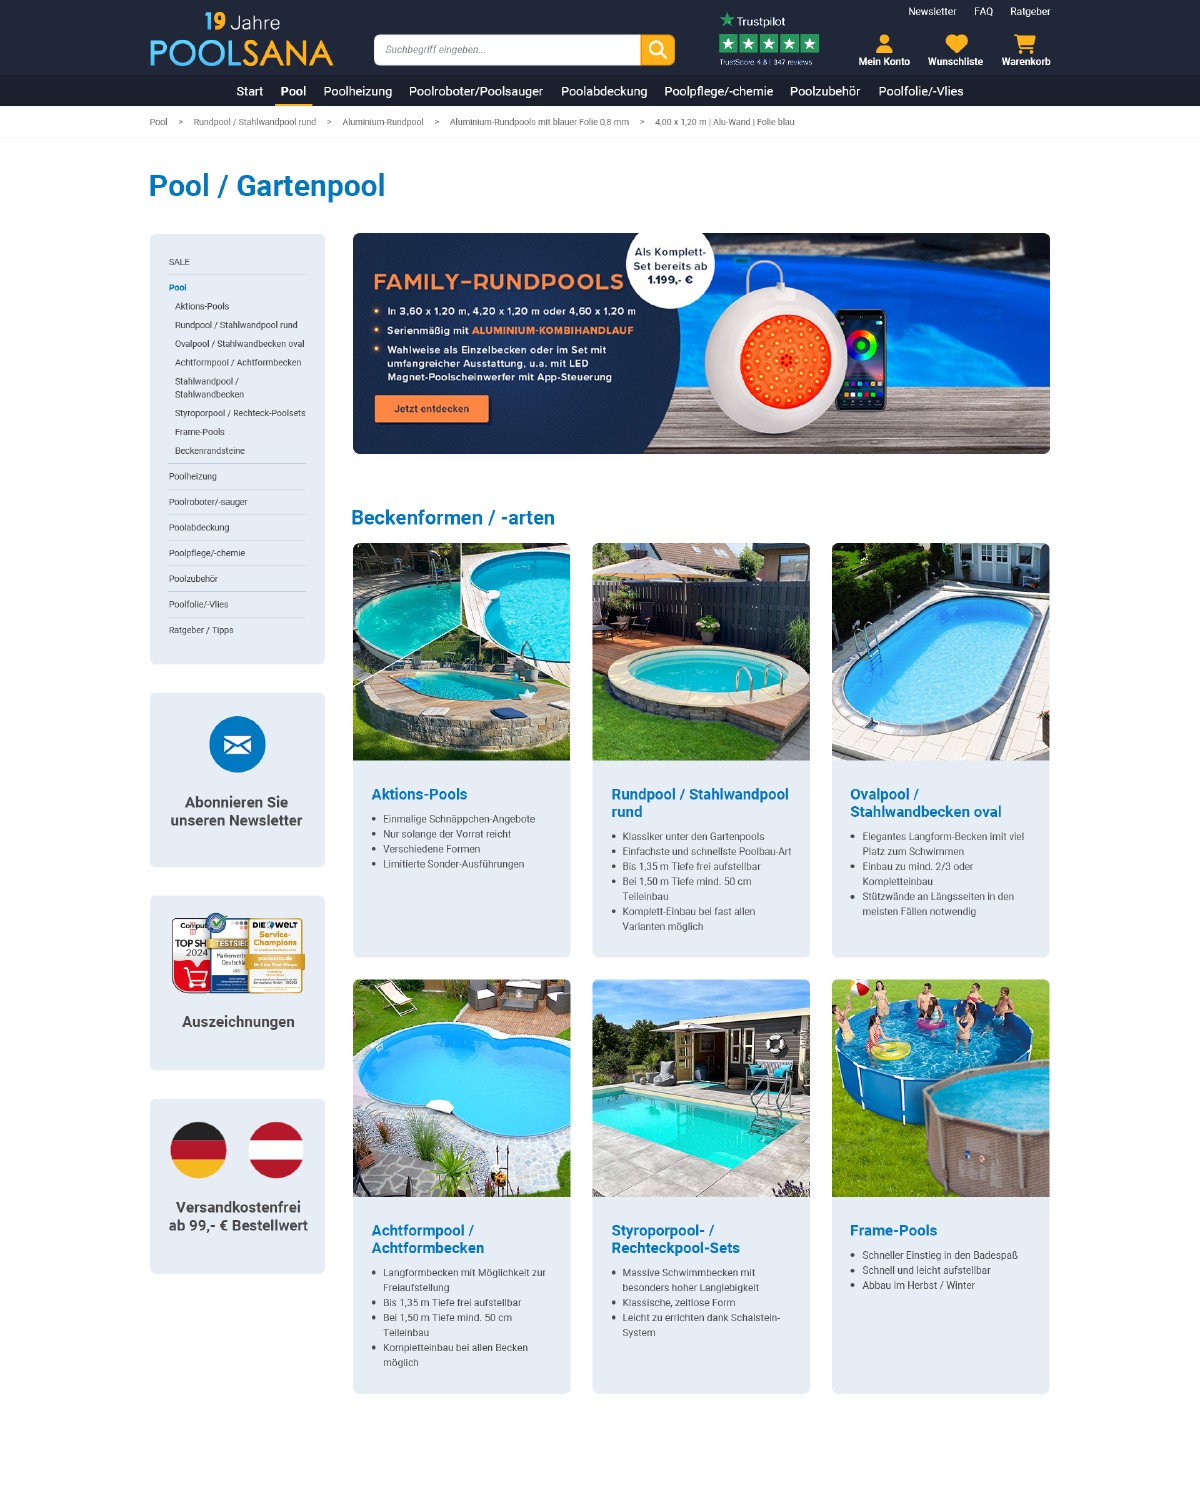 19 Jahre
POOLSANA
Suchbegriff eingeben...
Trustpilot
TrustScore 4.8 | 347 reviews
Newsletter FAQ Ratgeber
Mein Konto Wunschliste Warenkorb
Start Pool Poolheizung Poolroboter/Poolsauger Poolabdeckung Poolpflege/-chemie Poolzubehör Poolfolie/-Vlies
Pool > Rundpool / Stahlwandpool rund > Aluminium-Rundpool > Aluminium-Rundpools mit blauer Folie 0,8 mm > 4,00 x 1,20 m | Alu-Wand | Folie blau
Pool / Gartenpool
SALE
Pool
Aktions-Pools
Rundpool / Stahlwandpool rund
Ovalpool / Stahlwandbecken oval
Achtformpool / Achtformbecken
Stahlwandpool /
Stahlwandbecken
Styroporpool / Rechteck-Poolsets
Frame-Pools
Beckenrandsteine
Poolheizung
Poolroboter/-sauger
Poolabdeckung
Poolpflege/-chemie
Poolzubehör
Poolfolie/-Vlies
Ratgeber / Tipps
Abonnieren Sie
unseren Newsletter
Comput
TOP SH
2024
TESTSIEG
DIE WELT
Service-
Champions
poolsana.de
Auszeichnungen
Versandkostenfrei
ab 99,- € Bestellwert
FAMILY-RUNDPOOLS
In 3,60 x 1,20 m, 4,20 x 1,20 m oder 4,60 x 1,20 m
Serienmäßig mit ALUMINIUM-KOMBIHANDLAUF
Wahlweise als Einzelbecken oder im Set mit
umfangreicher Ausstattung, u.a. mit LED
Magnet-Poolscheinwerfer mit App-Steuerung
Jetzt entdecken
Als Komplett-
Set bereits ab
1.199,- €
Beckenformen / -arten
Aktions-Pools
• Einmalige Schnäppchen-Angebote
• Nur solange der Vorrat reicht
• Verschiedene Formen
• Limitierte Sonder-Ausführungen
Rundpool / Stahlwandpool
rund
• Klassiker unter den Gartenpools
• Einfachste und schnellste Poolbau-Art
• Bis 1,35 m Tiefe frei aufstellbar
• Bei 1,50 m Tiefe mind. 50 cm
Teileinbau
• Komplett-Einbau bei fast allen
Varianten möglich
Ovalpool /
Stahlwandbecken oval
• Elegantes Langform-Becken imit viel
Platz zum Schwimmen
• Einbau zu mind. 2/3 oder
Kompletteinbau
• Stützwände an Längsseiten in den
meisten Fällen notwendig
Achtformpool /
Achtformbecken
• Langformbecken mit Möglichkeit zur
Freiaufstellung
• Bis 1,35 m Tiefe frei aufstellbar
• Bei 1,50 m Tiefe mind. 50 cm
Teileinbau
• Kompletteinbau bei allen Becken
möglich
Styroporpool- /
Rechteckpool-Sets
• Massive Schwimmbecken mit
besonders hoher Langlebigkeit
• Klassische, zeitlose Form
• Leicht zu errichten dank Schalstein-
System
Frame-Pools
• Schneller Einstieg in den Badespaß
• Schnell und leicht aufstellbar
• Abbau im Herbst / Winter